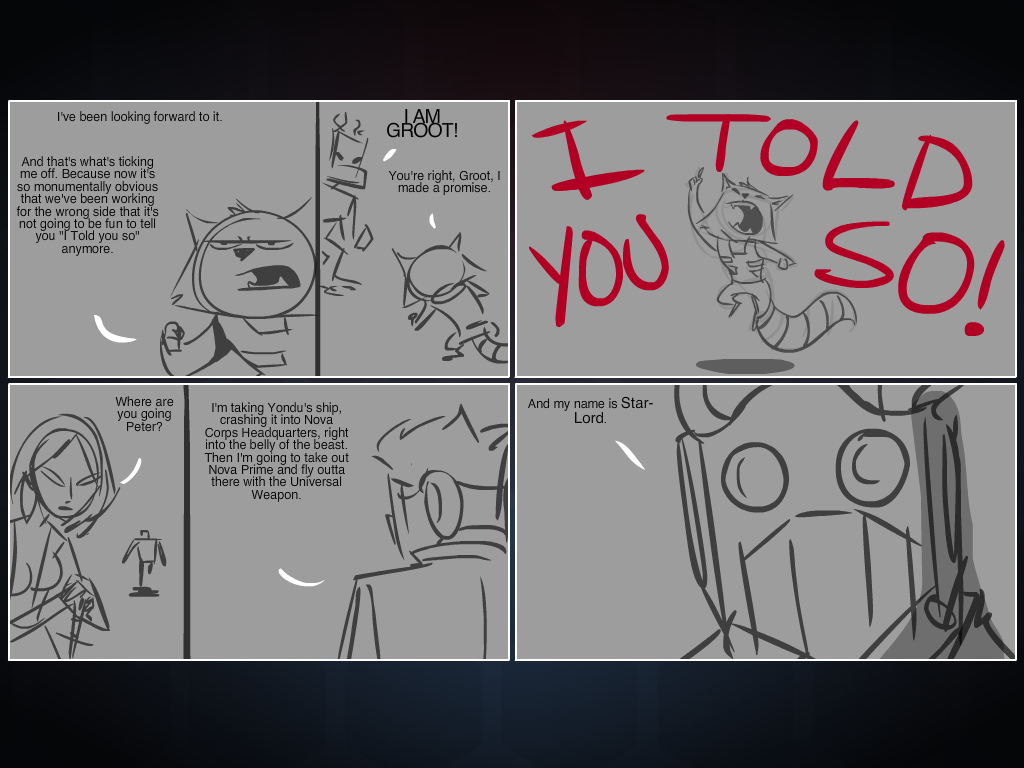 I've been looking forward to it.
And that's what's ticking
me off. Because now it's
so monumentally obvious
that we've been working
for the wrong side that it's
not going to be fun to tell
you "I Told you so"
anymore.
I AM
GROOT!
You're right, Groot, I
made a promise.
I TOLD
YOU SO!
Where are
you going
Peter?
I'm taking Yondu's ship,
crashing it into Nova
Corps Headquarters, right
into the belly of the beast.
Then I'm going to take out
Nova Prime and fly outta
there with the Universal
Weapon.
And my name is Star-
Lord.